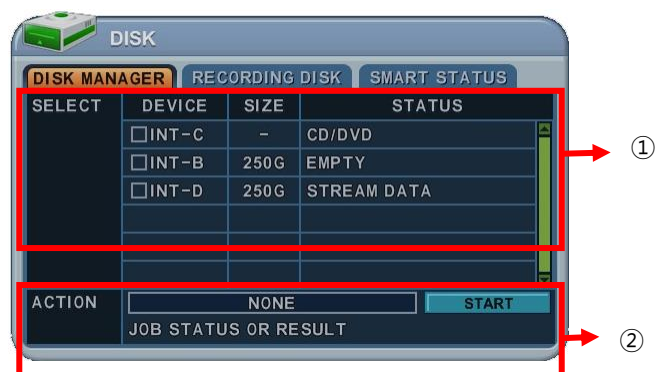 DISK
DISK MANAGER RECORDING DISK SMART STATUS
SELECT DEVICE SIZE STATUS
INT-C - CD/DVD
INT-B 250G EMPTY
INT-D 250G STREAM DATA
①
ACTION NONE START
JOB STATUS OR RESULT
②